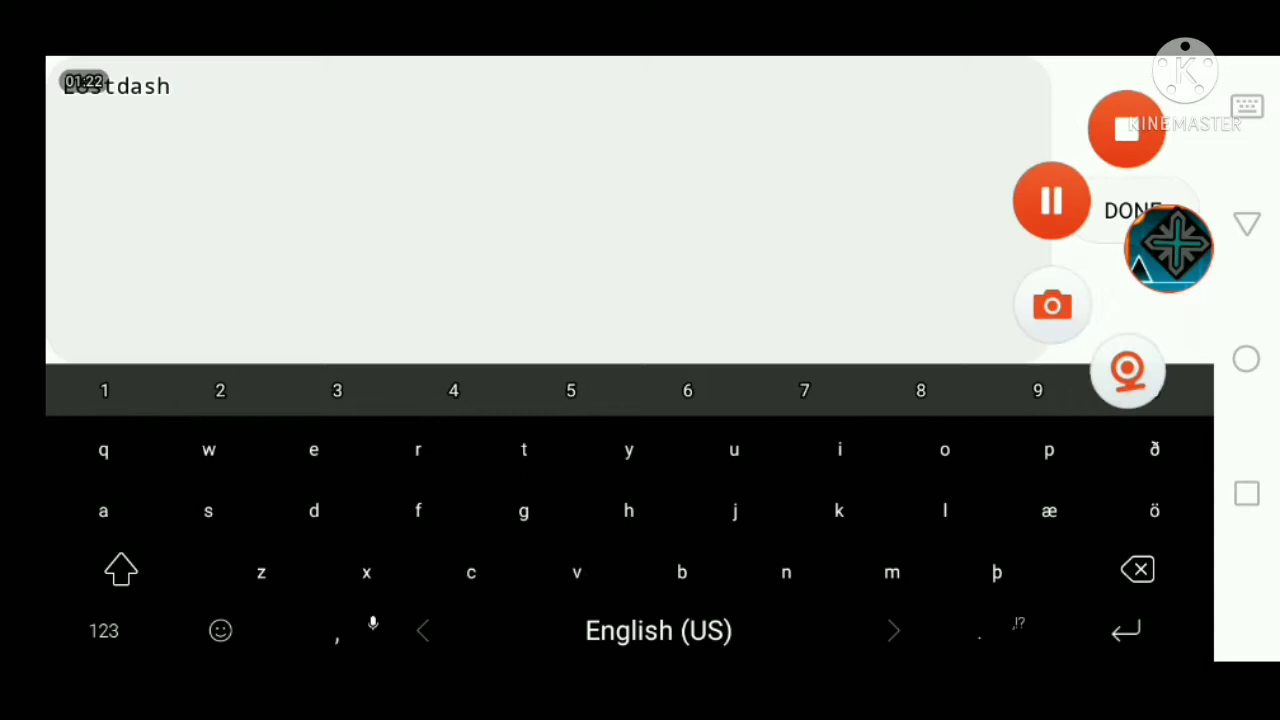 01:22
Lostdash
KINEMASTER
DONE
1 2 3 4 5 6 7 8 9
q w e r t y u i o p ð
a s d f g h j k l æ ö
z x c v b n m þ
123 , English (US) . ,!?